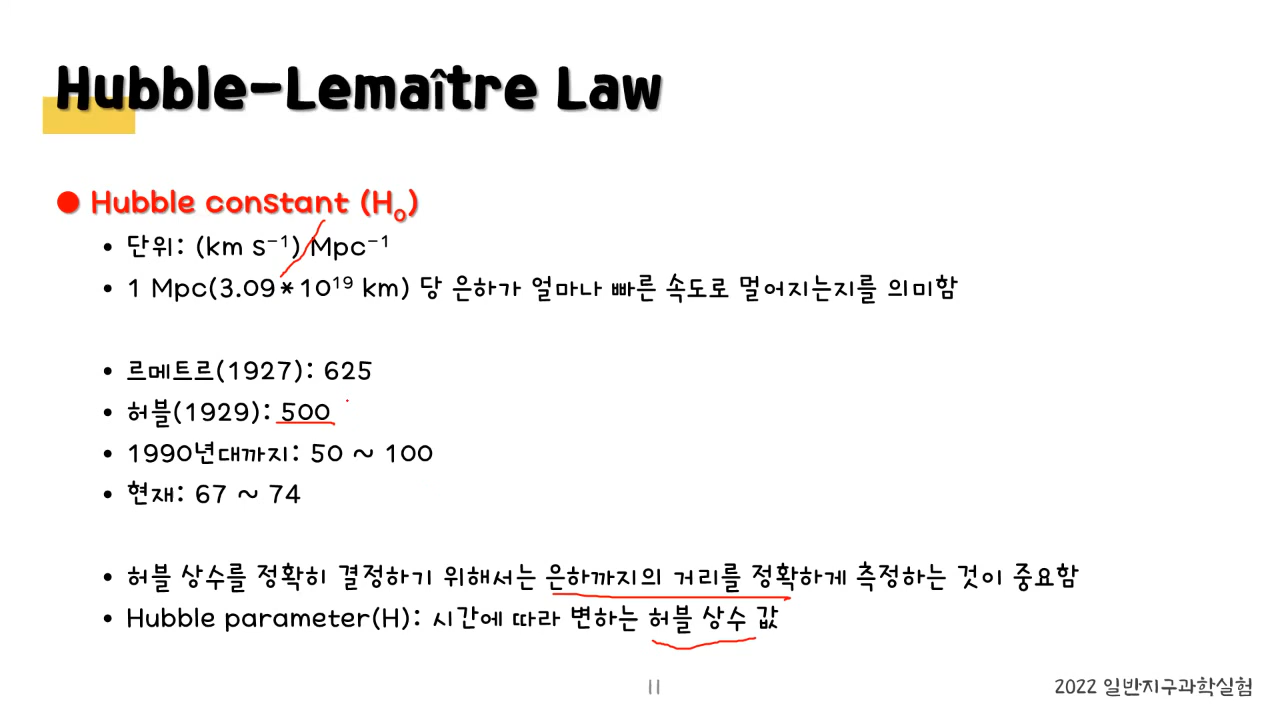 Hubble-Lemaître Law
● Hubble constant (H₀)
• 단위: (km s⁻¹) Mpc⁻¹
• 1 Mpc(3.09*10¹⁹ km) 당 은하가 얼마나 빠른 속도로 멀어지는지를 의미함
• 르메트르(1927): 625
• 허블(1929): 500
• 1990년대까지: 50 ~ 100
• 현재: 67 ~ 74
• 허블 상수를 정확히 결정하기 위해서는 은하까지의 거리를 정확하게 측정하는 것이 중요함
• Hubble parameter(H): 시간에 따라 변하는 허블 상수 값
11
2022 일반지구과학실험